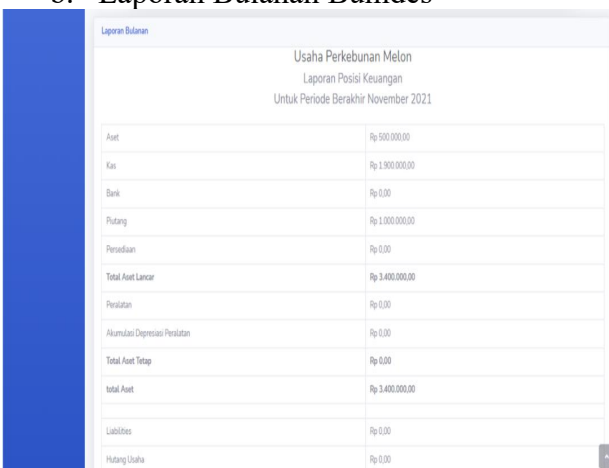 b. Laporan Bulanan Bumdes
Laporan Bulanan
Usaha Perkebunan Melon
Laporan Posisi Keuangan
Untuk Periode Berakhir November 2021
Aset Rp 500.000,00
Kas Rp 1.900.000,00
Bank Rp 0,00
Piutang Rp 1.000.000,00
Persediaan Rp 0,00
Total Aset Lancar Rp 3.400.000,00
Peralatan Rp 0,00
Akumulasi Depresiasi Peralatan Rp 0,00
Total Aset Tetap Rp 0,00
total Aset Rp 3.400.000,00
Liabilities Rp 0,00
Hutang Usaha Rp 0,00